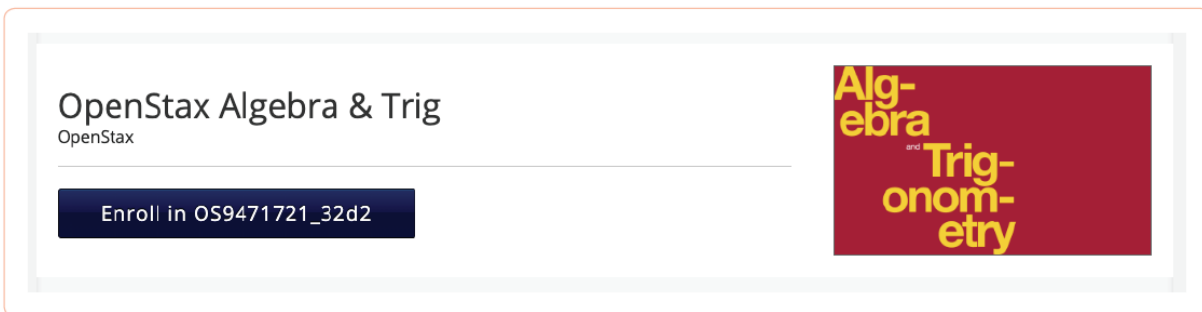 OpenStax Algebra & Trig
OpenStax
Enroll in OS9471721_32d2
Alg-
ebra
and Trig-
onom-
etry